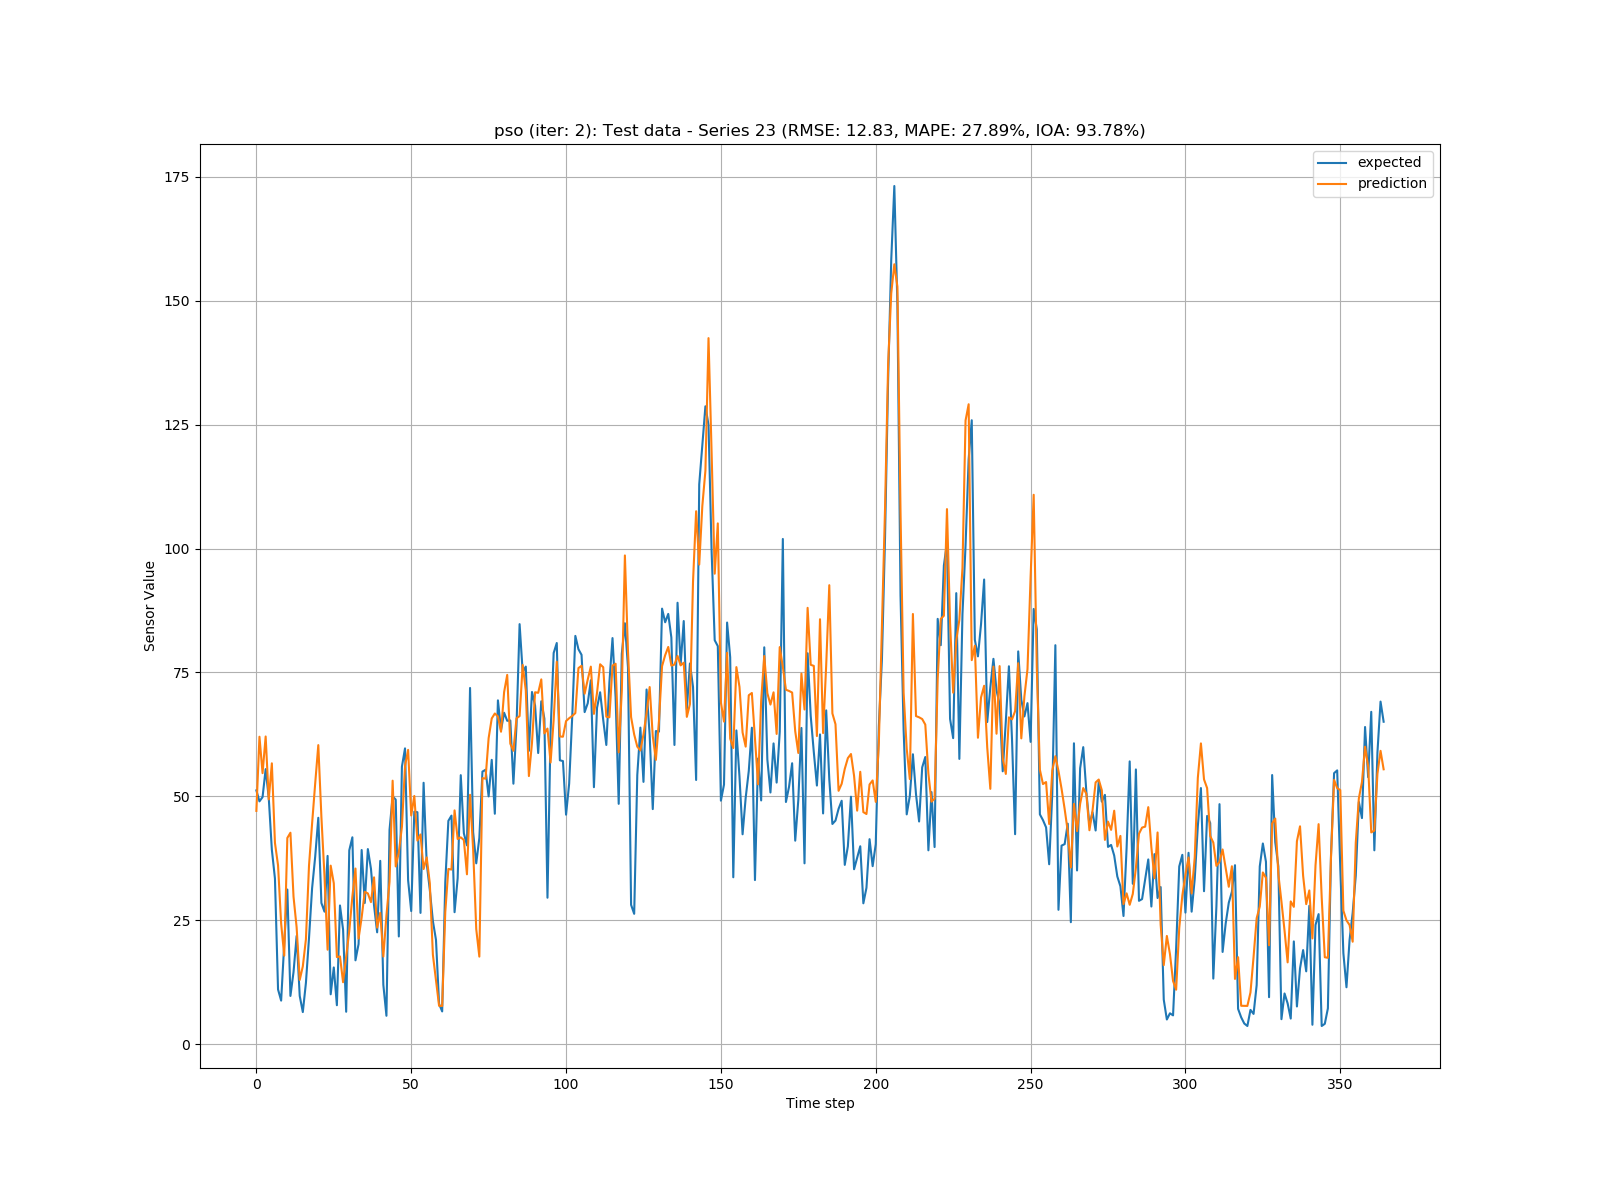 pso (iter: 2): Test data - Series 23 (RMSE: 12.83, MAPE: 27.89%, IOA: 93.78%)
expected
prediction
175
150
125
100
75
50
25
0
Sensor Value
0 50 100 150 200 250 300 350
Time step